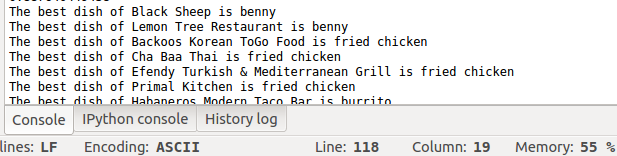 The best dish of Black Sheep is benny
The best dish of Lemon Tree Restaurant is benny
The best dish of Backoos Korean ToGo Food is fried chicken
The best dish of Cha Baa Thai is fried chicken
The best dish of Efendy Turkish & Mediterranean Grill is fried chicken
The best dish of Primal Kitchen is fried chicken
The best dish of Habaneros Modern Taco Bar is burrito
Console IPython console History log
lines: LF Encoding: ASCII Line: 118 Column: 19 Memory: 55 %